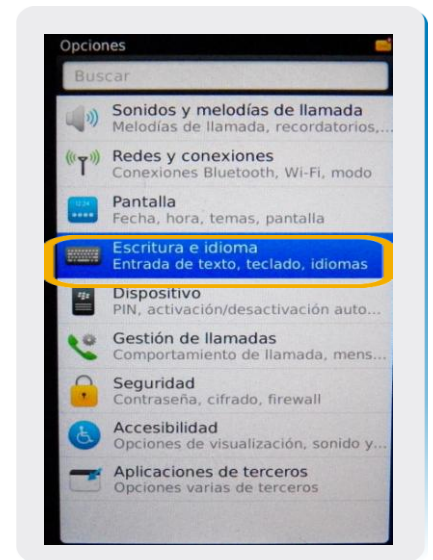 Opciones
Buscar
Sonidos y melodías de llamada
Melodías de llamada, recordatorios,...
Redes y conexiones
Conexiones Bluetooth, Wi-Fi, modo
Pantalla
Fecha, hora, temas, pantalla
Escritura e idioma
Entrada de texto, teclado, idiomas
Dispositivo
PIN, activación/desactivación auto...
Gestión de llamadas
Comportamiento de llamada, mens...
Seguridad
Contraseña, cifrado, firewall
Accesibilidad
Opciones de visualización, sonido y...
Aplicaciones de terceros
Opciones varias de terceros